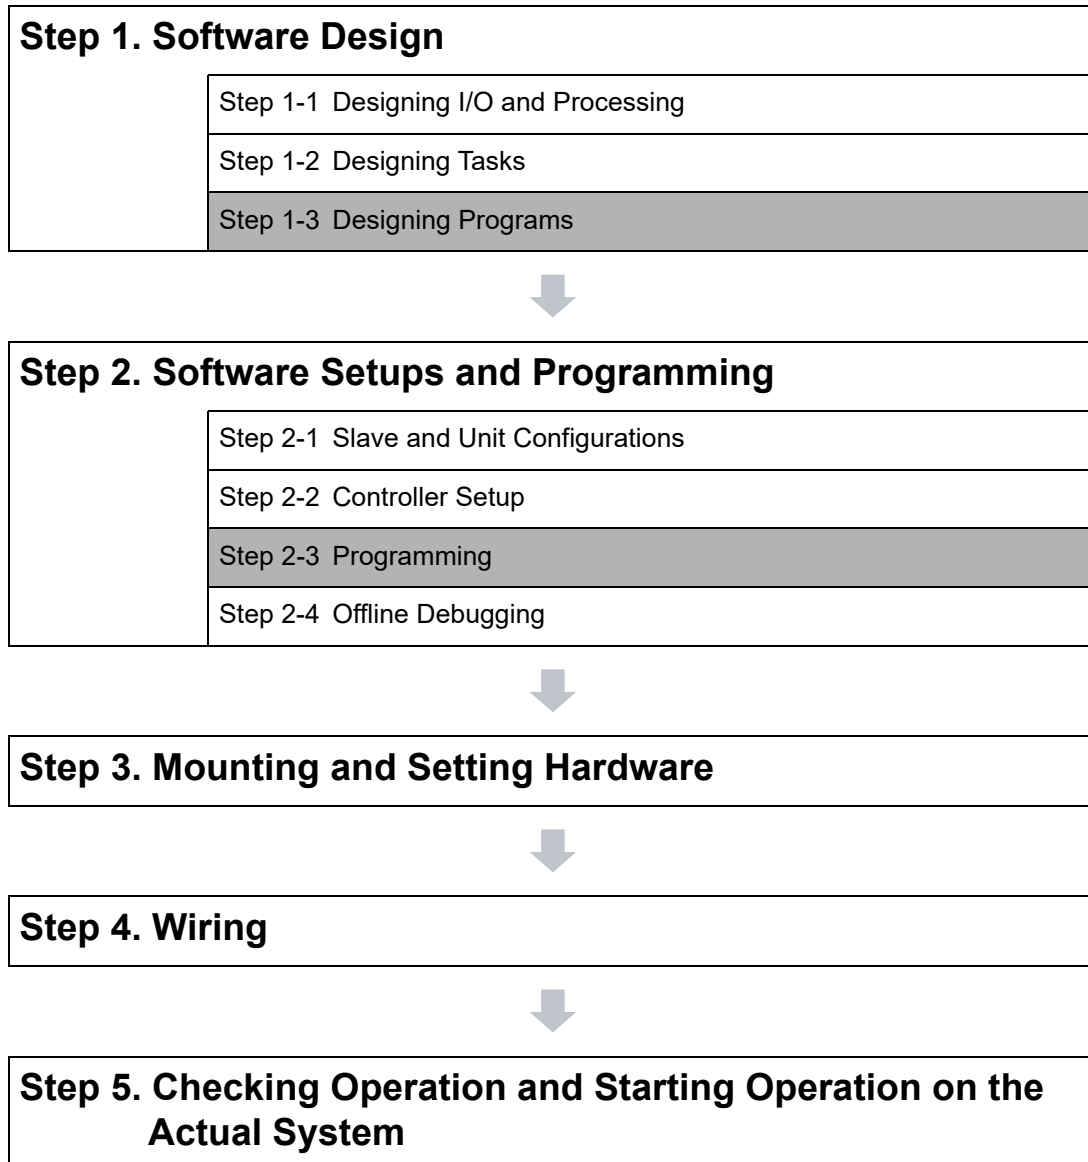 Step 1. Software Design
Step 1-1 Designing I/O and Processing
Step 1-2 Designing Tasks
Step 1-3 Designing Programs
Step 2. Software Setups and Programming
Step 2-1 Slave and Unit Configurations
Step 2-2 Controller Setup
Step 2-3 Programming
Step 2-4 Offline Debugging
Step 3. Mounting and Setting Hardware
Step 4. Wiring
Step 5. Checking Operation and Starting Operation on the
Actual System